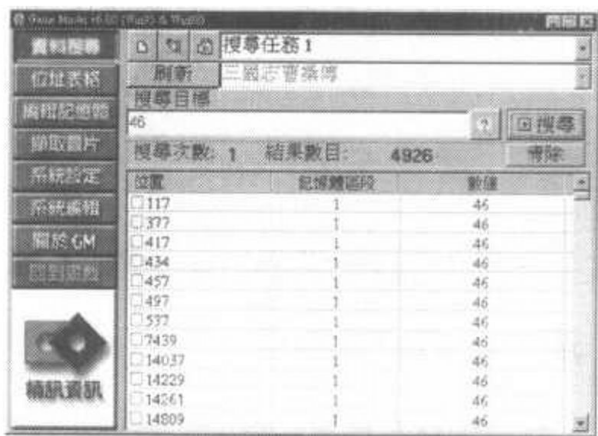 Game Master v6.80 (Win95 & Win98)
資料搜尋
位址表格
編輯記憶體
擷取圖片
系統設定
系統編輯
關於 GM
回到遊戲
精訊資訊
搜尋任務 1
刷新
三國志曹操傳
搜尋目標
46
?
搜尋
搜尋次數: 1 結果數目: 4926
清除
位置 記憶體區段 數值
117 1 46
377 1 46
417 1 46
434 1 46
457 1 46
497 1 46
537 1 46
7439 1 46
14037 1 46
14229 1 46
14261 1 46
14809 1 46